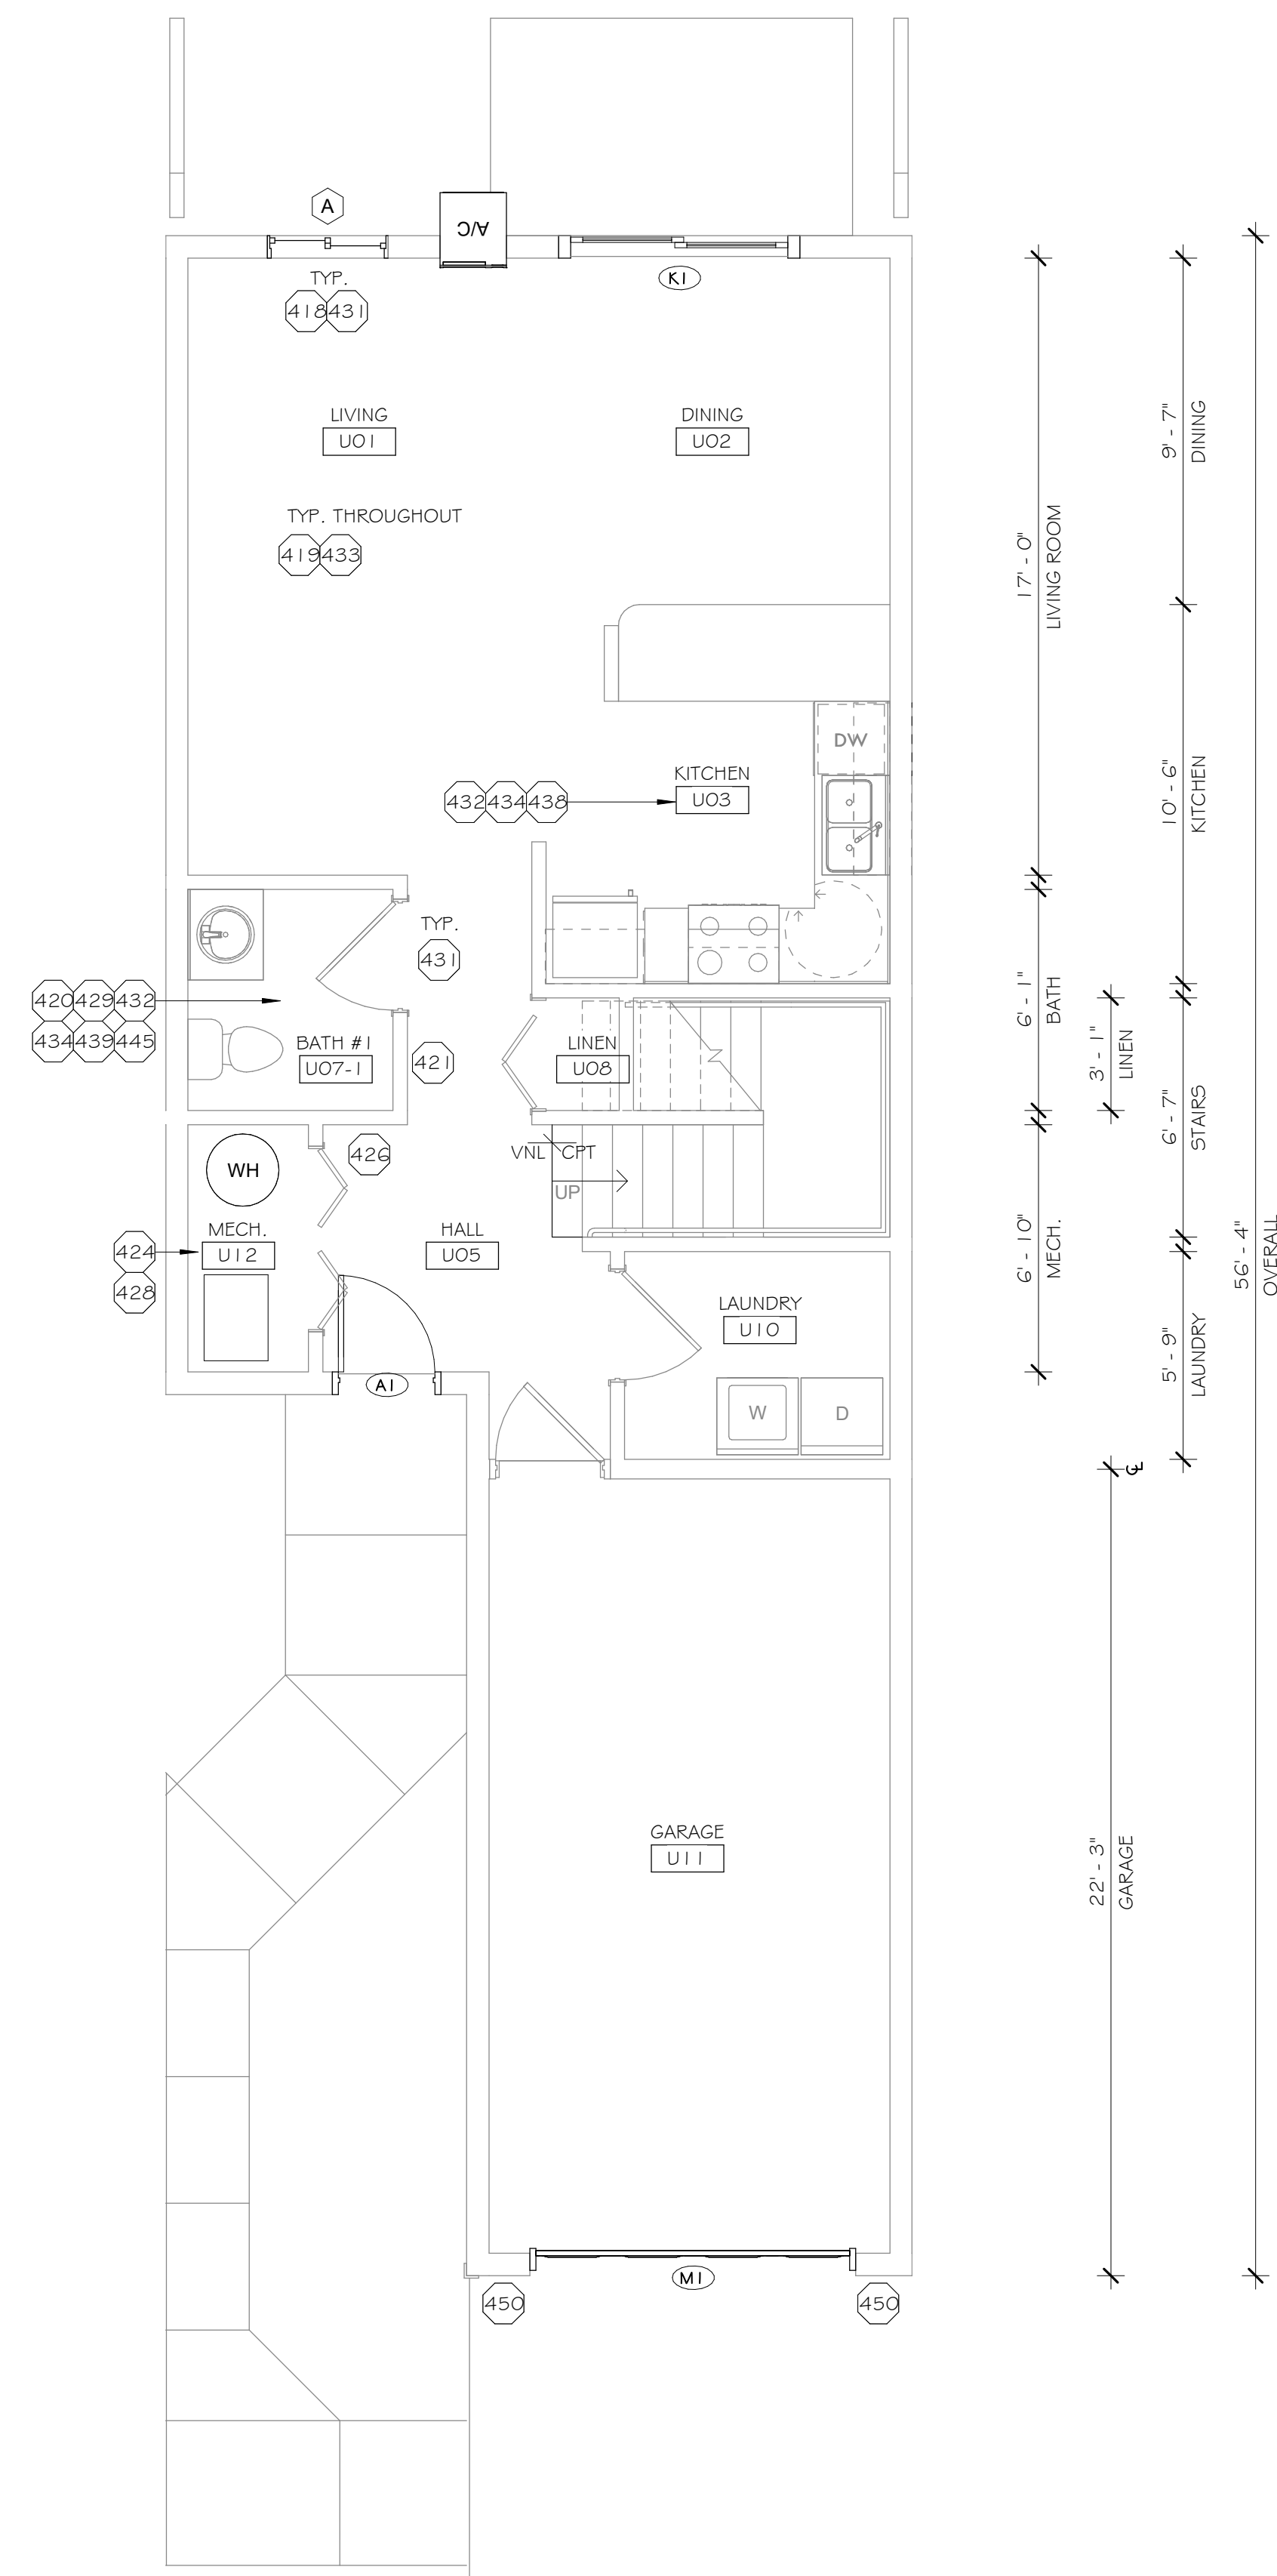 A
A/C
K1
TYP.
418 431
LIVING
U01
DINING
U02
TYP. THROUGHOUT
419 433
17' - 0"
LIVING ROOM
9' - 7"
DINING
DW
KITCHEN
432 434 438
U03
10' - 6"
KITCHEN
TYP.
431
420 429 432
434 439 445
BATH #1
U07-1
421
LINEN
U08
6' - 1"
BATH
3' - 1"
LINEN
6' - 7"
STAIRS
426
VNL CPT
UP
WH
MECH.
U12
424
428
HALL
U05
6' - 10"
MECH.
56' - 4"
OVERALL
LAUNDRY
U10
5' - 9"
LAUNDRY
A1
W
D
CL
GARAGE
U11
22' - 3"
GARAGE
M1
450
450